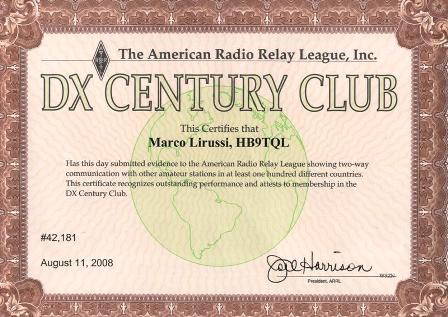 The American Radio Relay League, Inc.
DX CENTURY CLUB
This Certifies that
Marco Lirussi, HB9TQL
Has this day submitted evidence to the American Radio Relay League showing two-way
communication with other amateur stations in at least one hundred different countries.
This certificate recognizes outstanding performance and attests to membership in the
DX Century Club.
#42,181
August 11, 2008
Joel Harrison
President, ARRL